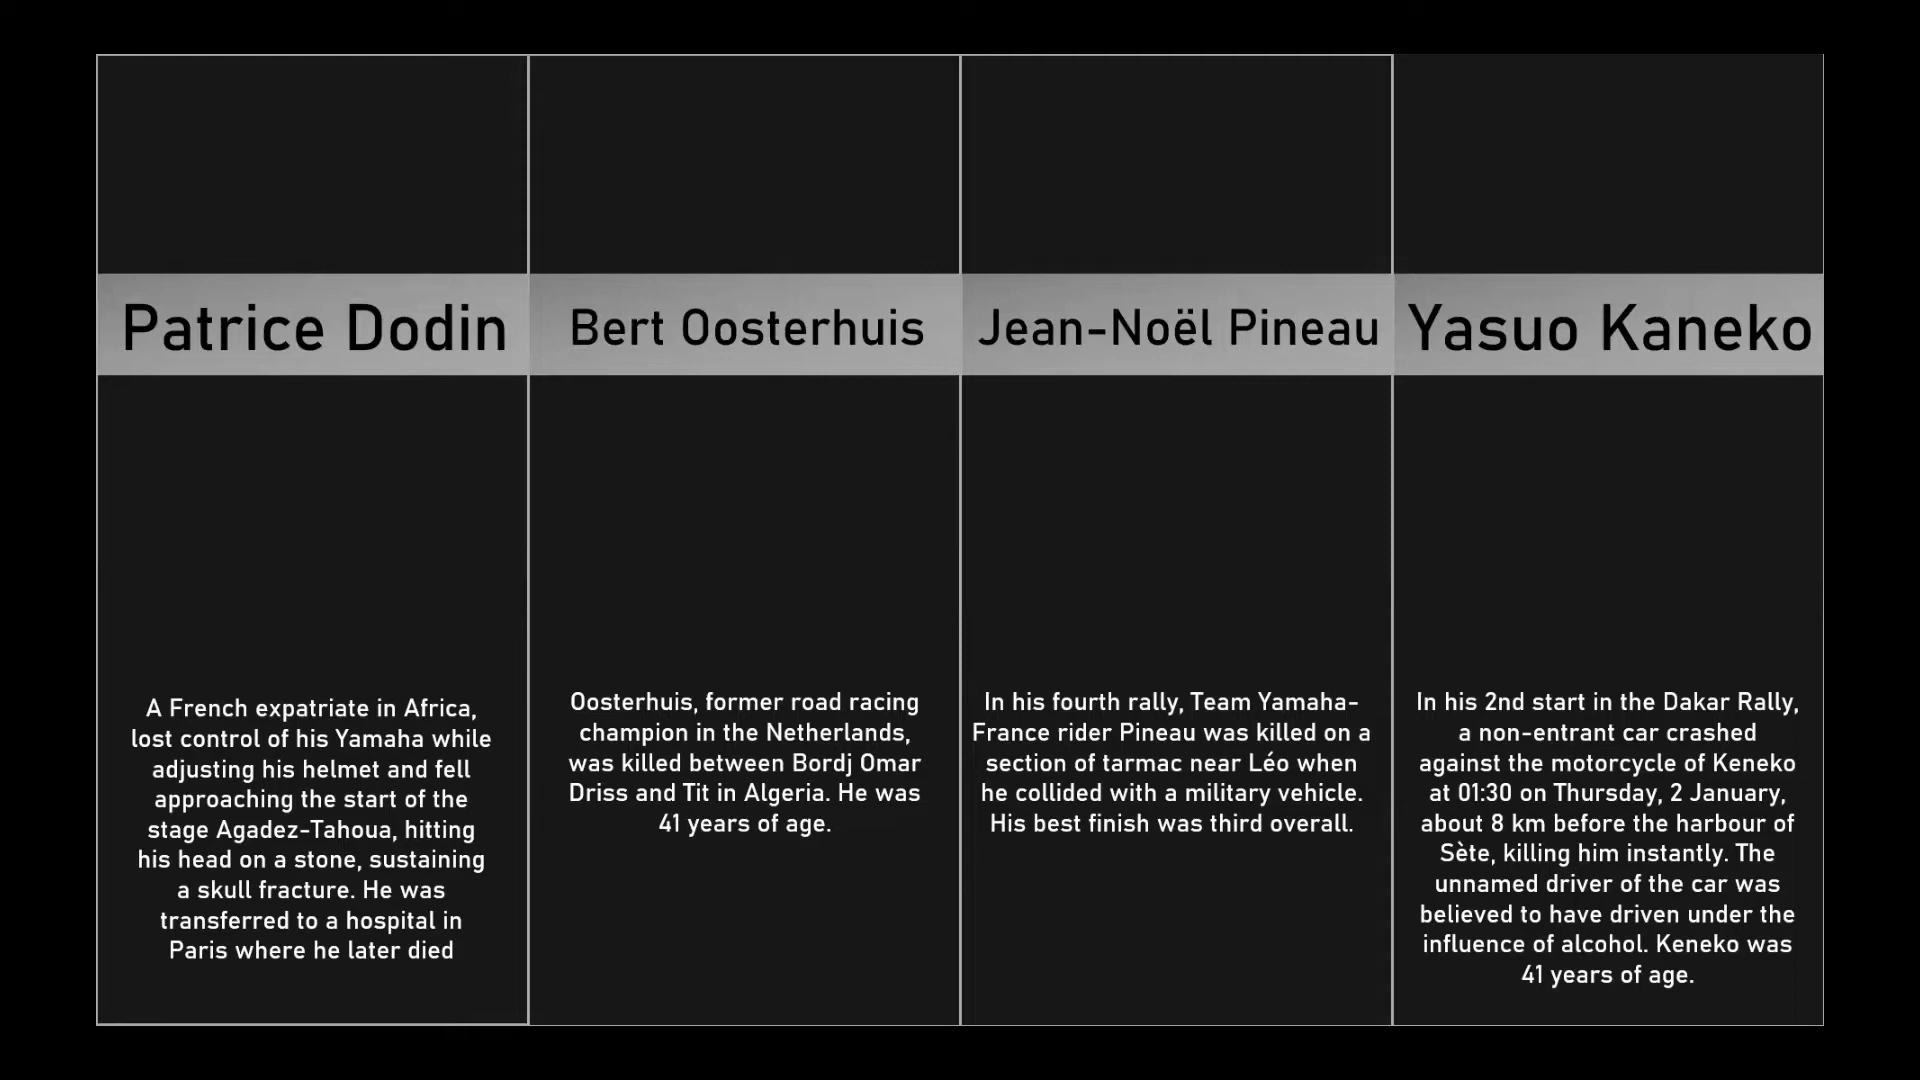 Patrice Dodin
A French expatriate in Africa,
lost control of his Yamaha while
adjusting his helmet and fell
approaching the start of the
stage Agadez-Tahoua, hitting
his head on a stone, sustaining
a skull fracture. He was
transferred to a hospital in
Paris where he later died
Bert Oosterhuis
Oosterhuis, former road racing
champion in the Netherlands,
was killed between Bordj Omar
Driss and Tit in Algeria. He was
41 years of age.
Jean-Noël Pineau
In his fourth rally, Team Yamaha-
France rider Pineau was killed on a
section of tarmac near Léo when
he collided with a military vehicle.
His best finish was third overall.
Yasuo Kaneko
In his 2nd start in the Dakar Rally,
a non-entrant car crashed
against the motorcycle of Keneko
at 01:30 on Thursday, 2 January,
about 8 km before the harbour of
Sète, killing him instantly. The
unnamed driver of the car was
believed to have driven under the
influence of alcohol. Keneko was
41 years of age.